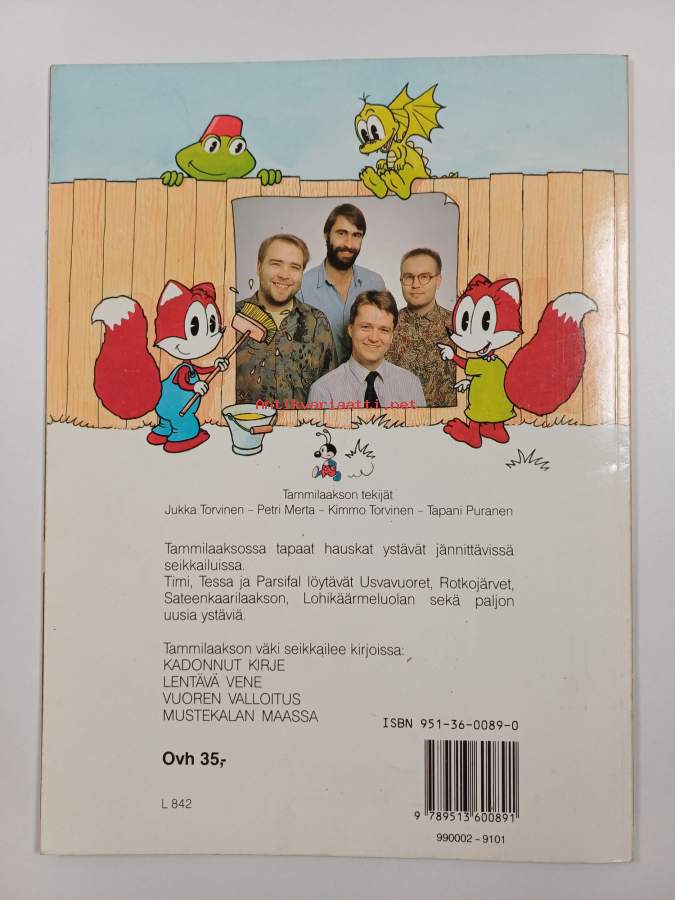 Antikvariaatti.net
Tammilaakson tekijät
Jukka Torvinen – Petri Merta – Kimmo Torvinen – Tapani Puranen
Tammilaaksossa tapaat hauskat ystävät jännittävissä
seikkailuissa.
Timi, Tessa ja Parsifal löytävät Usvavuoret, Rotkojärvet,
Sateenkaarilaakson, Lohikäärmeluolan sekä paljon
uusia ystäviä.
Tammilaakson väki seikkailee kirjoissa:
KADONNUT KIRJE
LENTÄVÄ VENE
VUOREN VALLOITUS
MUSTEKALAN MAASSA
ISBN 951-36-0089-0
Ovh 35,-
L 842
9 789513 600891
990002 – 9101